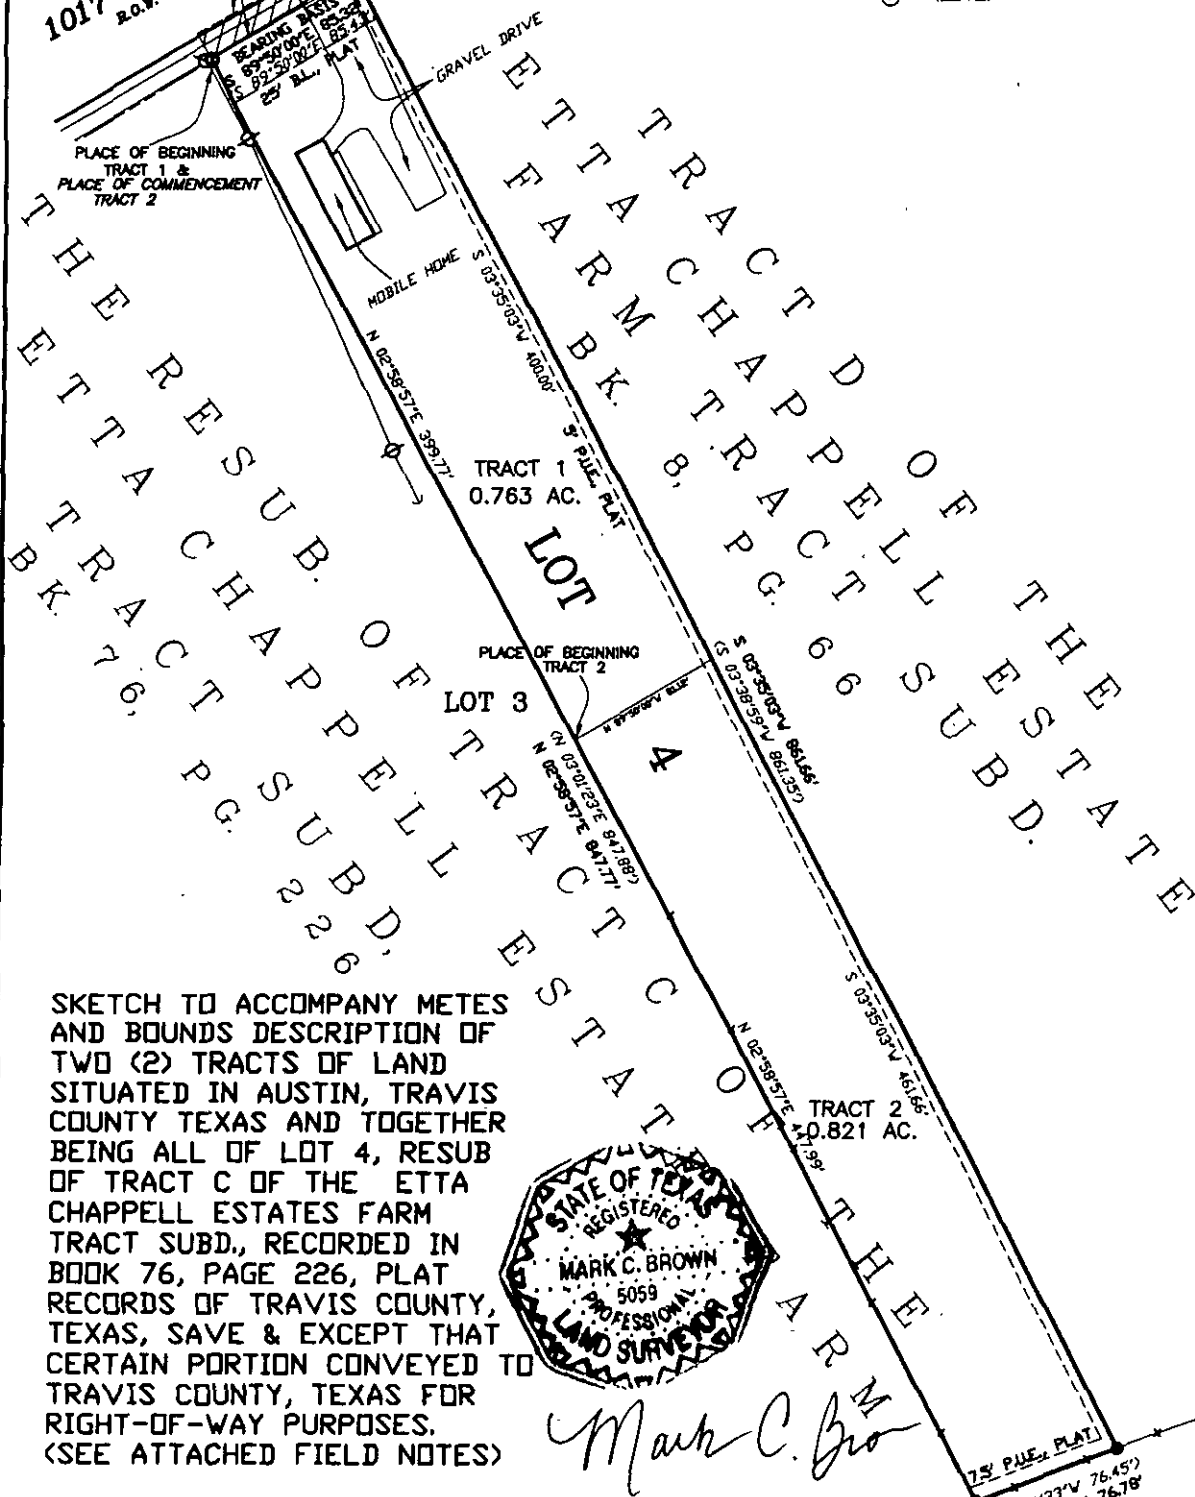 1017
R.O.W.
BEARING BASIS
S 89°50'00"E
(S 89°50'00"E
25' B.L., PLAT
GRAVEL DRIVE
PLACE OF BEGINNING
TRACT 1 &
PLACE OF COMMENCEMENT
TRACT 2
MOBILE HOME
S 03°35'03"W 400.00'
N 02°58'57"E 399.77'
5' P.U.E., PLAT
TRACT 1
0.763 AC.
LOT
4
PLACE OF BEGINNING
TRACT 2
LOT 3
N 89°50'00"W
S 03°35'03"W 861.66'
(S 03°38'59"W 861.35')
(N 03°01'23"E 847.88')
N 02°58'57"E 847.77'
TRACT D OF THE
ETTA CHAPPELL ESTATE
FARM TRACT SUBD.
BK. 8, PG. 66
THE RESUB. OF TRACT C OF THE
ETTA CHAPPELL ESTATE FARM
TRACT SUBD,
BK. 76, PG. 226
S 03°35'03"W 461.66'
N 02°58'57"E 447.99'
TRACT 2
0.821 AC.
7.5' P.U.E., PLAT
76.45')
76.78'
SKETCH TO ACCOMPANY METES
AND BOUNDS DESCRIPTION OF
TWO (2) TRACTS OF LAND
SITUATED IN AUSTIN, TRAVIS
COUNTY TEXAS AND TOGETHER
BEING ALL OF LOT 4, RESUB
OF TRACT C OF THE ETTA
CHAPPELL ESTATES FARM
TRACT SUBD., RECORDED IN
BOOK 76, PAGE 226, PLAT
RECORDS OF TRAVIS COUNTY,
TEXAS, SAVE & EXCEPT THAT
CERTAIN PORTION CONVEYED TO
TRAVIS COUNTY, TEXAS FOR
RIGHT-OF-WAY PURPOSES.
(SEE ATTACHED FIELD NOTES)
STATE OF TEXAS
REGISTERED
MARK C. BROWN
5059
PROFESSIONAL
LAND SURVEYOR
Mark C. Bro